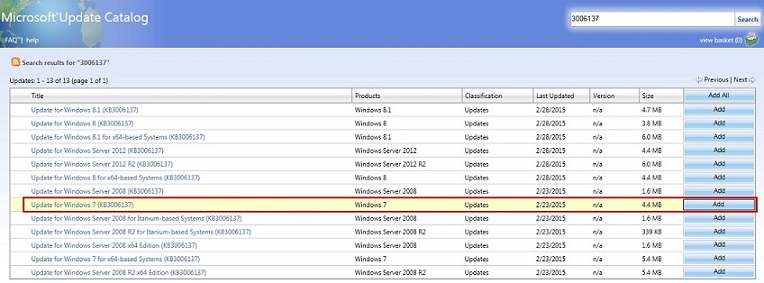 Microsoft®Update Catalog
3006137
Search
FAQ | help
view basket (0)
Search results for "3006137"
Updates: 1 - 13 of 13 (page 1 of 1)
Previous | Next
Title Products Classification Last Updated Version Size Add All
Update for Windows 8.1 (KB3006137) Windows 8.1 Updates 2/28/2015 n/a 4.7 MB Add
Update for Windows 8 (KB3006137) Windows 8 Updates 2/28/2015 n/a 3.8 MB Add
Update for Windows 8.1 for x64-based Systems (KB3006137) Windows 8.1 Updates 2/28/2015 n/a 6.0 MB Add
Update for Windows Server 2012 (KB3006137) Windows Server 2012 Updates 2/28/2015 n/a 4.4 MB Add
Update for Windows Server 2012 R2 (KB3006137) Windows Server 2012 R2 Updates 2/28/2015 n/a 6.0 MB Add
Update for Windows 8 for x64-based Systems (KB3006137) Windows 8 Updates 2/28/2015 n/a 4.4 MB Add
Update for Windows Server 2008 (KB3006137) Windows Server 2008 Updates 2/23/2015 n/a 1.6 MB Add
Update for Windows 7 (KB3006137) Windows 7 Updates 2/23/2015 n/a 4.4 MB Add
Update for Windows Server 2008 for Itanium-based Systems (KB3006137) Windows Server 2008 Updates 2/23/2015 n/a 1.6 MB Add
Update for Windows Server 2008 R2 for Itanium-based Systems (KB3006137) Windows Server 2008 R2 Updates 2/23/2015 n/a 339 KB Add
Update for Windows Server 2008 x64 Edition (KB3006137) Windows Server 2008 Updates 2/23/2015 n/a 1.6 MB Add
Update for Windows 7 for x64-based Systems (KB3006137) Windows 7 Updates 2/23/2015 n/a 5.4 MB Add
Update for Windows Server 2008 R2 x64 Edition (KB3006137) Windows Server 2008 R2 Updates 2/23/2015 n/a 5.4 MB Add